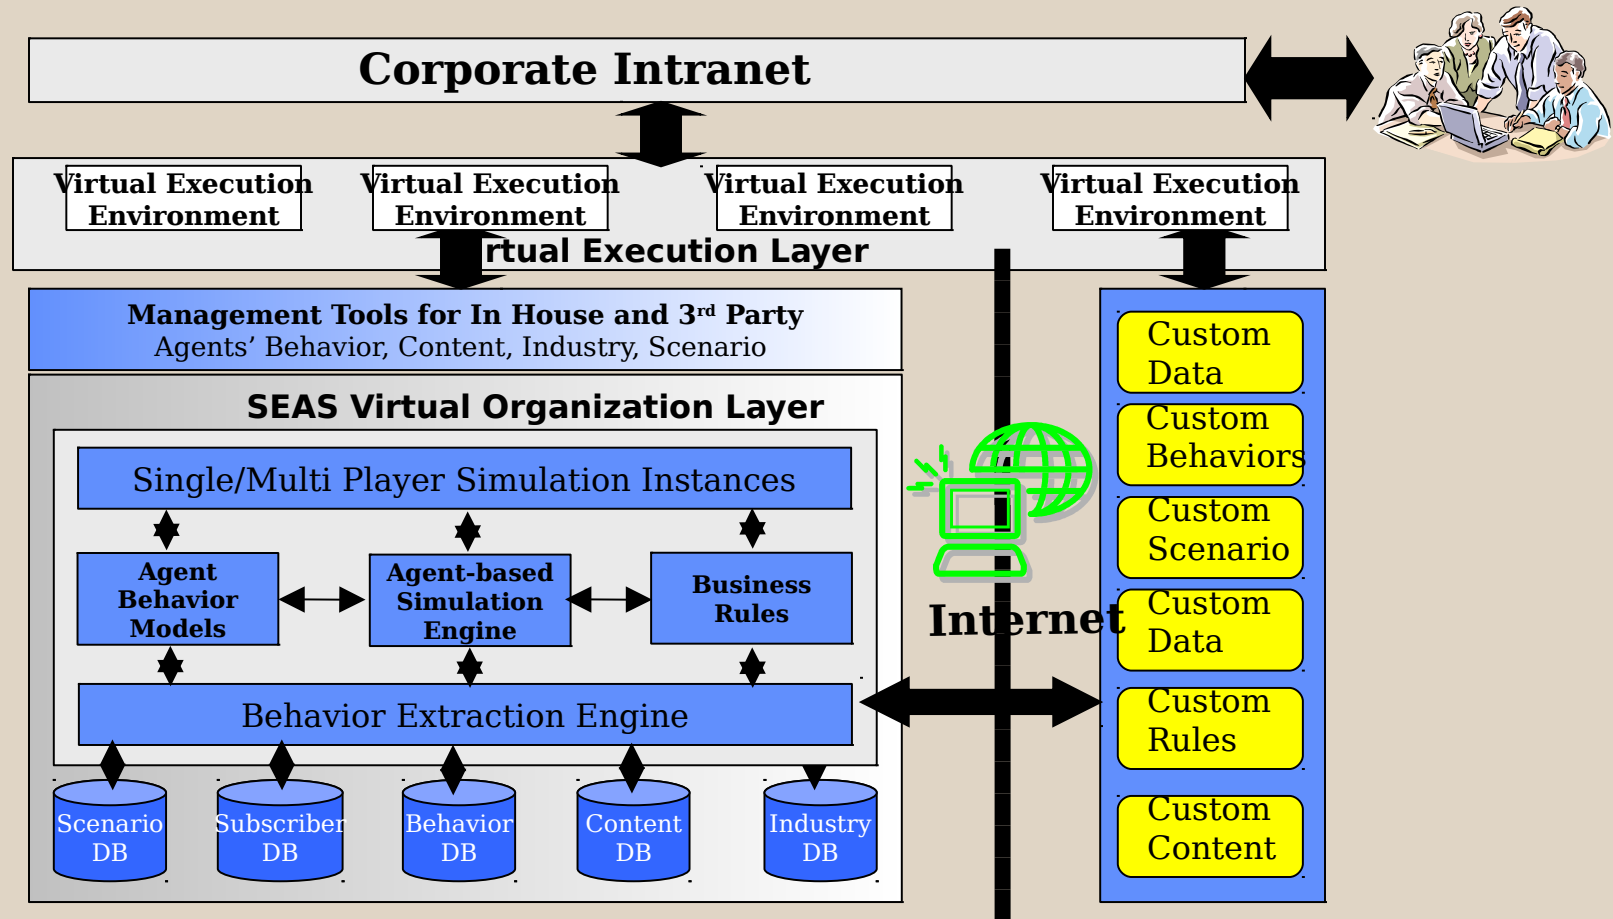 Corporate Intranet
Virtual Execution
Environment
Virtual Execution
Environment
Virtual Execution
Environment
Virtual Execution
Environment
rtual Execution Layer
Management Tools for In House and 3rd Party
Agents’ Behavior, Content, Industry, Scenario
SEAS Virtual Organization Layer
Single/Multi Player Simulation Instances
Agent
Behavior
Models
Agent-based
Simulation
Engine
Business
Rules
Behavior Extraction Engine
Scenario
DB
Subscriber
DB
Behavior
DB
Content
DB
Industry
DB
Internet
Custom
Data
Custom
Behaviors
Custom
Scenario
Custom
Data
Custom
Rules
Custom
Content